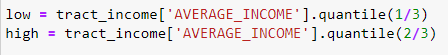 low = tract_income['AVERAGE_INCOME'].quantile(1/3)
high = tract_income['AVERAGE_INCOME'].quantile(2/3)